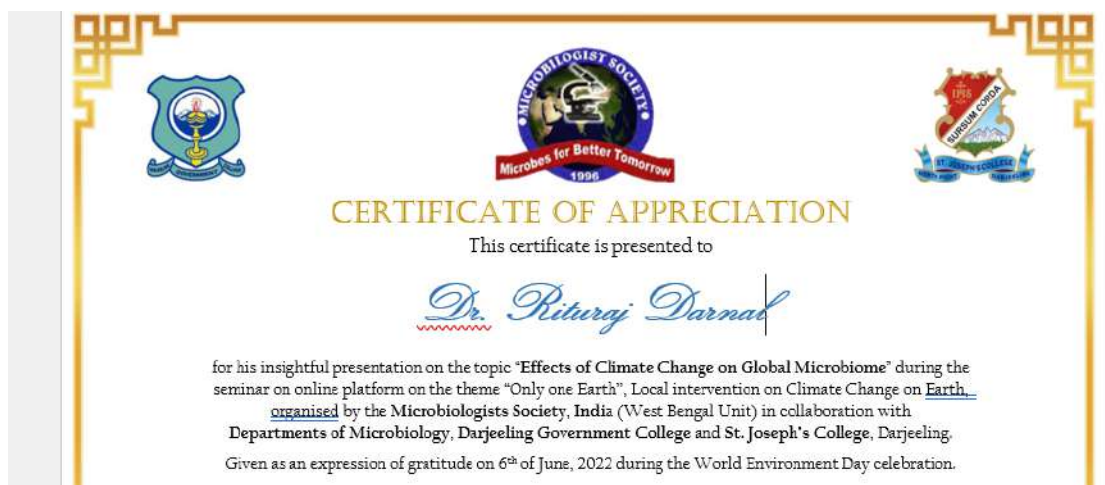 MICROBILOGIST SOCIETY
Microbes for Better Tomorrow
1996
IPSG
SURSUM CORDA
ST. JOSEPH'S COLLEGE
CERTIFICATE OF APPRECIATION
This certificate is presented to
Dr. Rituraj Darnal
for his insightful presentation on the topic “Effects of Climate Change on Global Microbiome” during the
seminar on online platform on the theme “Only one Earth”, Local intervention on Climate Change on Earth,
organised by the Microbiologists Society, India (West Bengal Unit) in collaboration with
Departments of Microbiology, Darjeeling Government College and St. Joseph’s College, Darjeeling.
Given as an expression of gratitude on 6th of June, 2022 during the World Environment Day celebration.